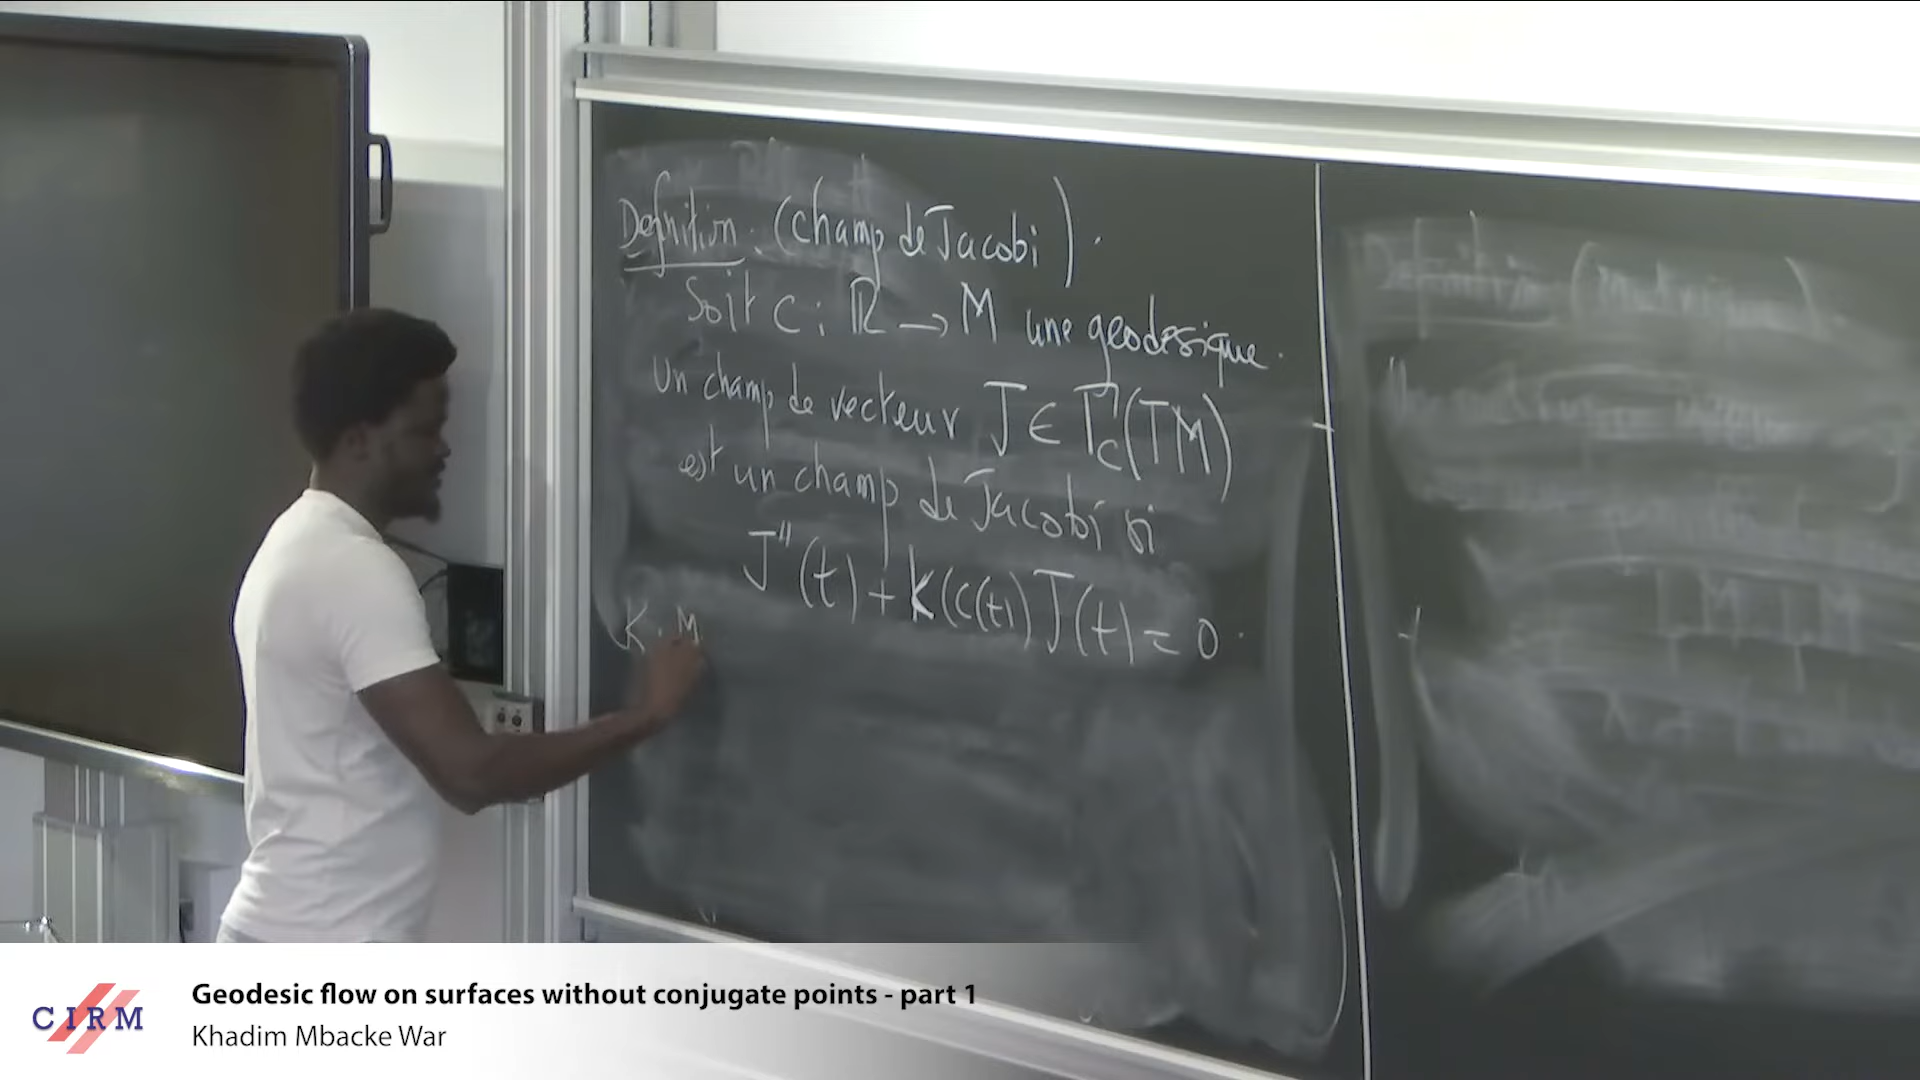 Definition : (champ de Jacobi).
Soit c : ℝ → M une geodesique.
Un champ de vecteur J ∈ Γc(TM)
est un champ de Jacobi si
J''(t) + K(c(t)) J(t) = 0.
K : M
CIRM
Geodesic flow on surfaces without conjugate points - part 1
Khadim Mbacke War